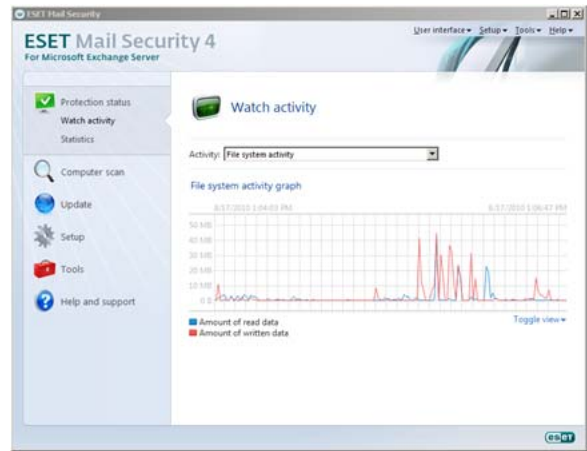 ESET Mail Security
ESET Mail Security 4
For Microsoft Exchange Server
User interface Setup Tools Help
Protection status
Watch activity
Statistics
Computer scan
Update
Setup
Tools
Help and support
Watch activity
Activity: File system activity
File system activity graph
8/17/2010 1:04:03 PM 8/17/2010 1:06:47 PM
50 MB
40 MB
30 MB
20 MB
10 MB
0 B
Amount of read data
Amount of written data
Toggle view
eset